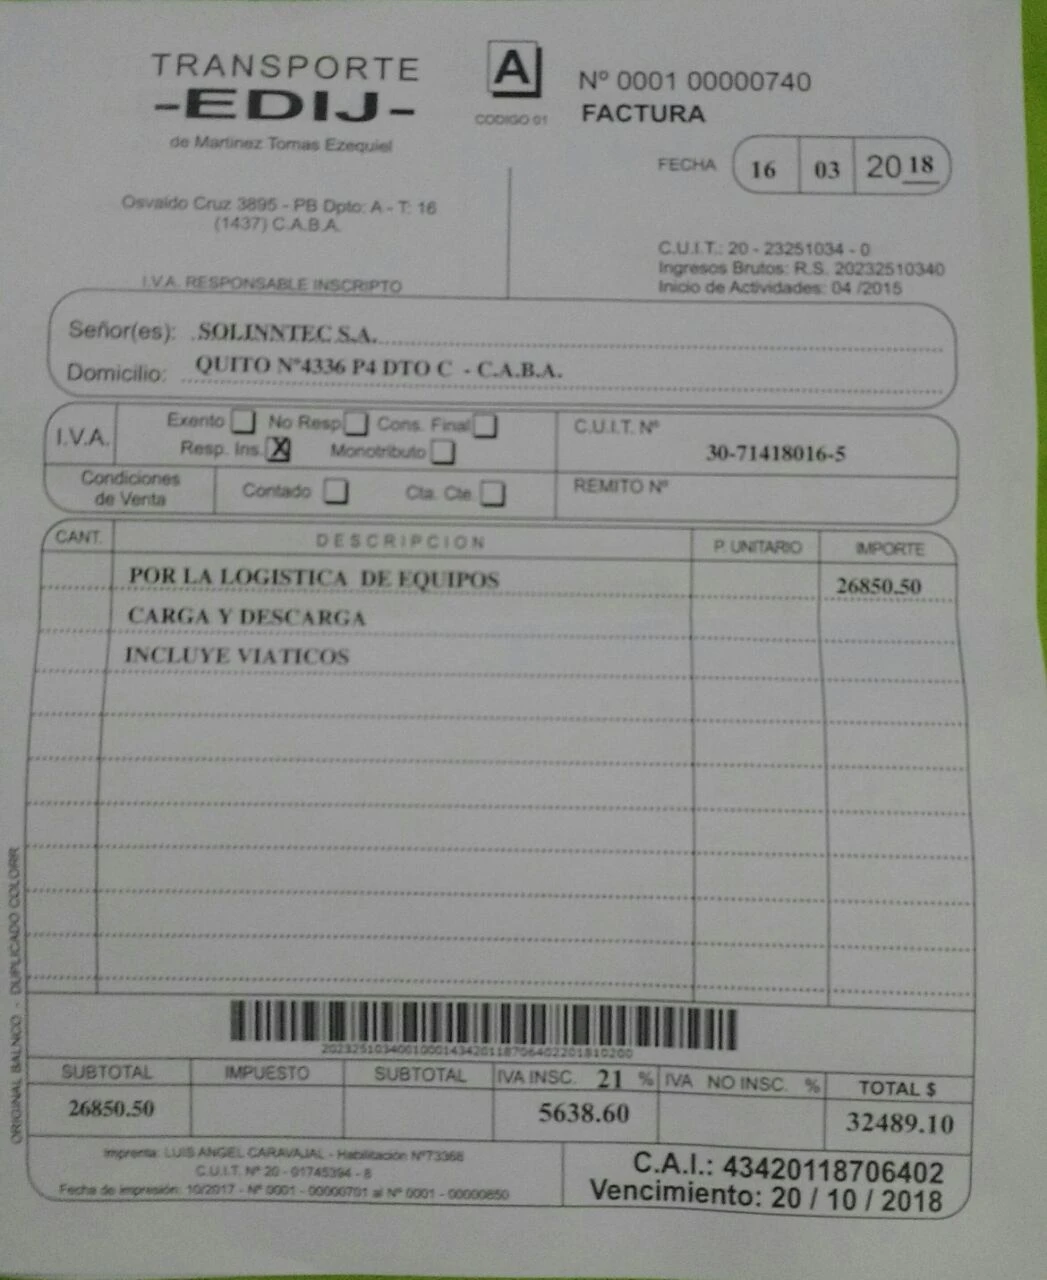 TRANSPORTE
-EDIJ-
de Martinez Tomas Ezequiel
A
CODIGO 01
Nº 0001 00000740
FACTURA
FECHA 16 03 2018
Osvaldo Cruz 3895 - PB Dpto: A - T: 16
(1437) C.A.B.A.
I.V.A. RESPONSABLE INSCRIPTO
C.U.I.T.: 20 - 23251034 - 0
Ingresos Brutos: R.S. 20232510340
Inicio de Actividades: 04 /2015
Señor(es): SOLINNTEC S.A.
Domicilio: QUITO Nº4336 P4 DTO C - C.A.B.A.
I.V.A.
Exento No Resp Cons. Final
Resp. Ins. X Monotributo
C.U.I.T. Nº
30-71418016-5
Condiciones
de Venta
Contado Cta. Cte.
REMITO Nº
CANT. DESCRIPCION P. UNITARIO IMPORTE
POR LA LOGISTICA DE EQUIPOS 26850.50
CARGA Y DESCARGA
INCLUYE VIATICOS
ORIGINAL BALNCO - DUPLICADO COLORR
2023251034001000143420118706402201810200
SUBTOTAL IMPUESTO SUBTOTAL IVA INSC. 21 % IVA NO INSC. % TOTAL $
26850.50 5638.60 32489.10
Imprenta: LUIS ANGEL CARAVAJAL - Habilitación Nº73368
C.U.I.T. Nº 20 - 01745394 - 8
Fecha de impresión: 10/2017 - Nº 0001 - 00000701 al Nº 0001 - 00000850
C.A.I.: 43420118706402
Vencimiento: 20 / 10 / 2018